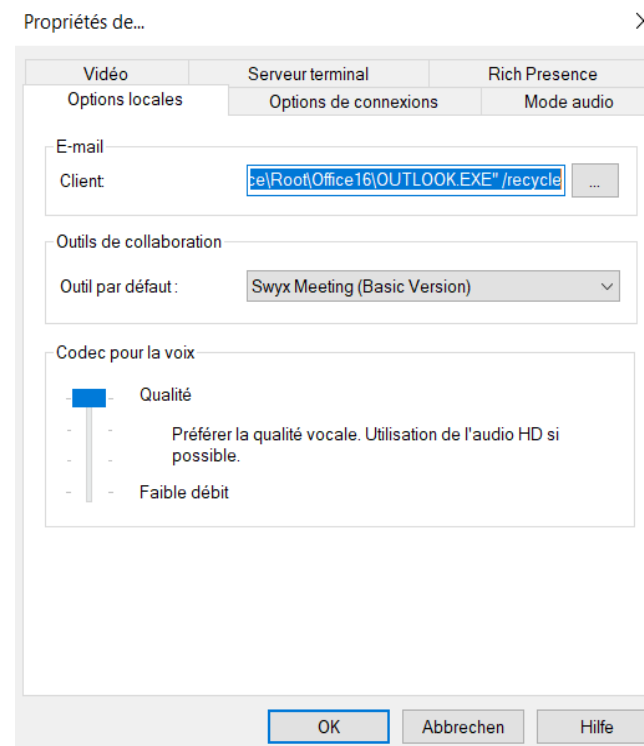 Propriétés de...
Vidéo
Serveur terminal
Rich Presence
Options locales
Options de connexions
Mode audio
E-mail
Client:
ce\Root\Office16\OUTLOOK.EXE" /recycle
...
Outils de collaboration
Outil par défaut :
Swyx Meeting (Basic Version)
Codec pour la voix
Qualité
Préférer la qualité vocale. Utilisation de l'audio HD si
possible.
Faible débit
OK
Abbrechen
Hilfe